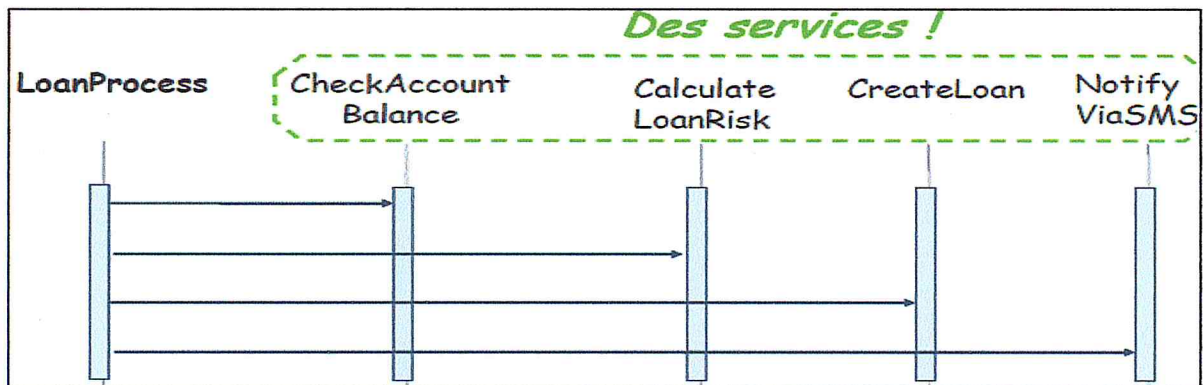 Des services !
LoanProcess
CheckAccount
Balance
Calculate
LoanRisk
CreateLoan
Notify
ViaSMS